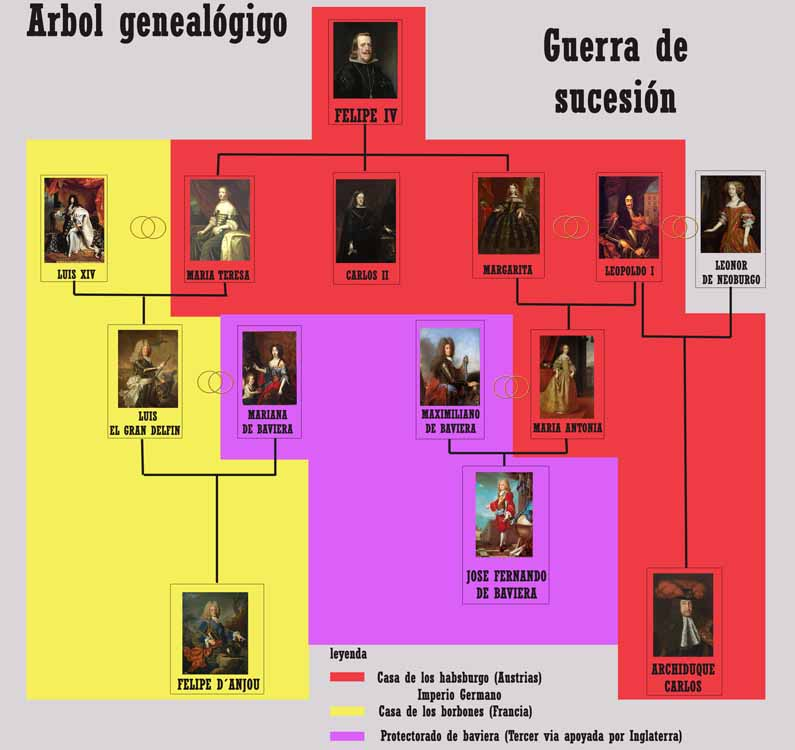 Arbol genealógigo
Guerra de
sucesión
FELIPE IV
LUIS XIV
MARIA TERESA
CARLOS II
MARGARITA
LEOPOLDO I
LEONOR
DE NEOBURGO
LUIS
EL GRAN DELFIN
MARIANA
DE BAVIERA
MAXIMILIANO
DE BAVIERA
MARIA ANTONIA
JOSE FERNANDO
DE BAVIERA
FELIPE D´ANJOU
ARCHIDUQUE
CARLOS
leyenda
Casa de los habsburgo (Austrias)
Imperio Germano
Casa de los borbones (Francia)
Protectorado de baviera (Tercer via apoyada por Inglaterra)